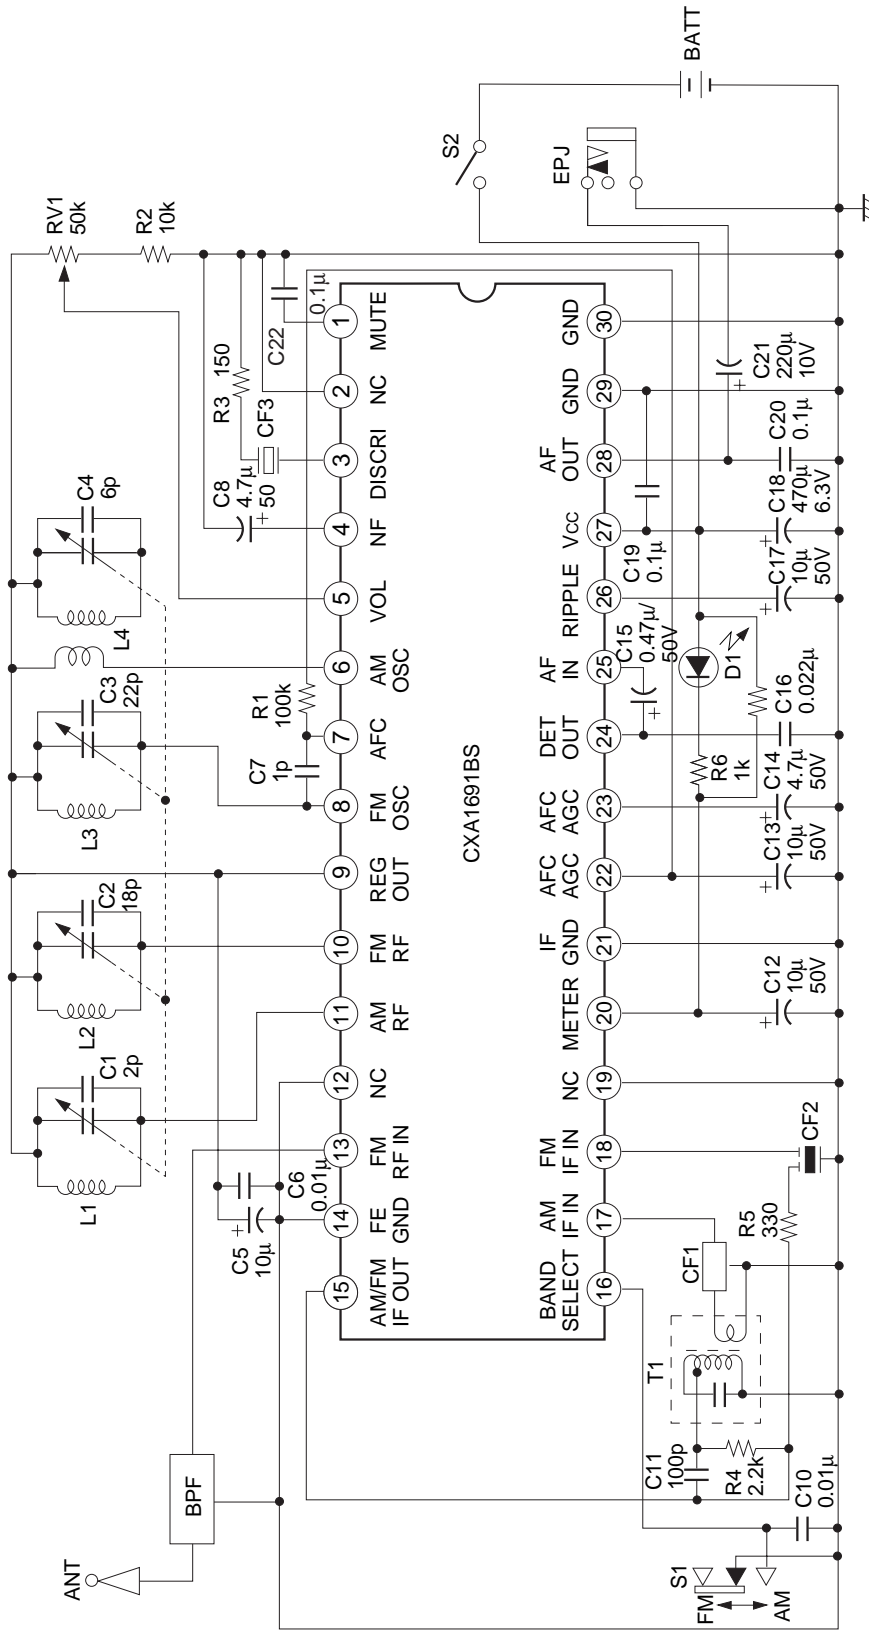 ANT
BPF
L1
C1
2p
L2
C2
18p
L3
C3
22p
L4
C4
6p
RV1
50k
R2
10k
C5
10µ
C6
0.01µ
C7
1p
R1
100k
C8
4.7µ
50
R3 150
CF3
C22
0.1µ
15
14
13
12
11
10
9
8
7
6
5
4
3
2
1
AM/FM
IF OUT
FE
GND
FM
RF IN
NC
AM
RF
FM
RF
REG
OUT
FM
OSC
AFC
AM
OSC
VOL
NF
DISCRI
NC
MUTE
CXA1691BS
BAND
SELECT
AM
IF IN
FM
IF IN
NC
METER
IF
GND
AFC
AGC
AFC
AGC
DET
OUT
AF
IN
RIPPLE
VCC
AF
OUT
GND
GND
16
17
18
19
20
21
22
23
24
25
26
27
28
29
30
S1
FM
AM
C10
0.01µ
C11
100p
R4
2.2k
T1
CF1
R5
330
CF2
C12
10µ
50V
C13
10µ
50V
C14
4.7µ
50V
R6
1k
D1
C16
0.022µ
C15
0.47µ/
50V
C17
10µ
50V
C19
0.1µ
C18
470µ
6.3V
C20
0.1µ
C21
220µ
10V
S2
EPJ
BATT